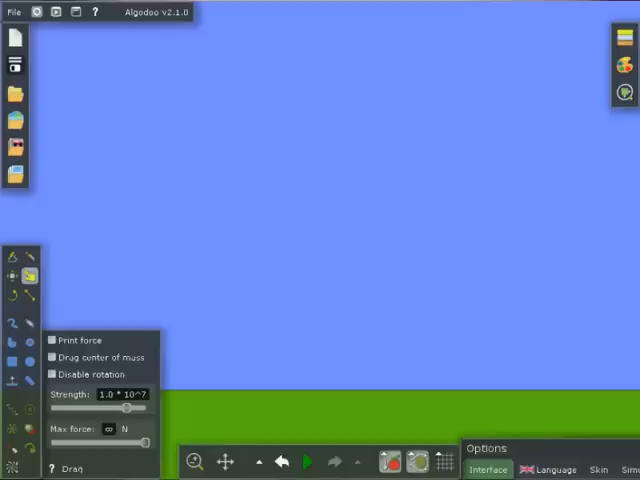 File ? Algodoo v2.1.0
Print force
Drag center of mass
Disable rotation
Strength: 1.0 * 10^7
Max force: ∞ N
? Drag
Options
Interface Language Skin Simu